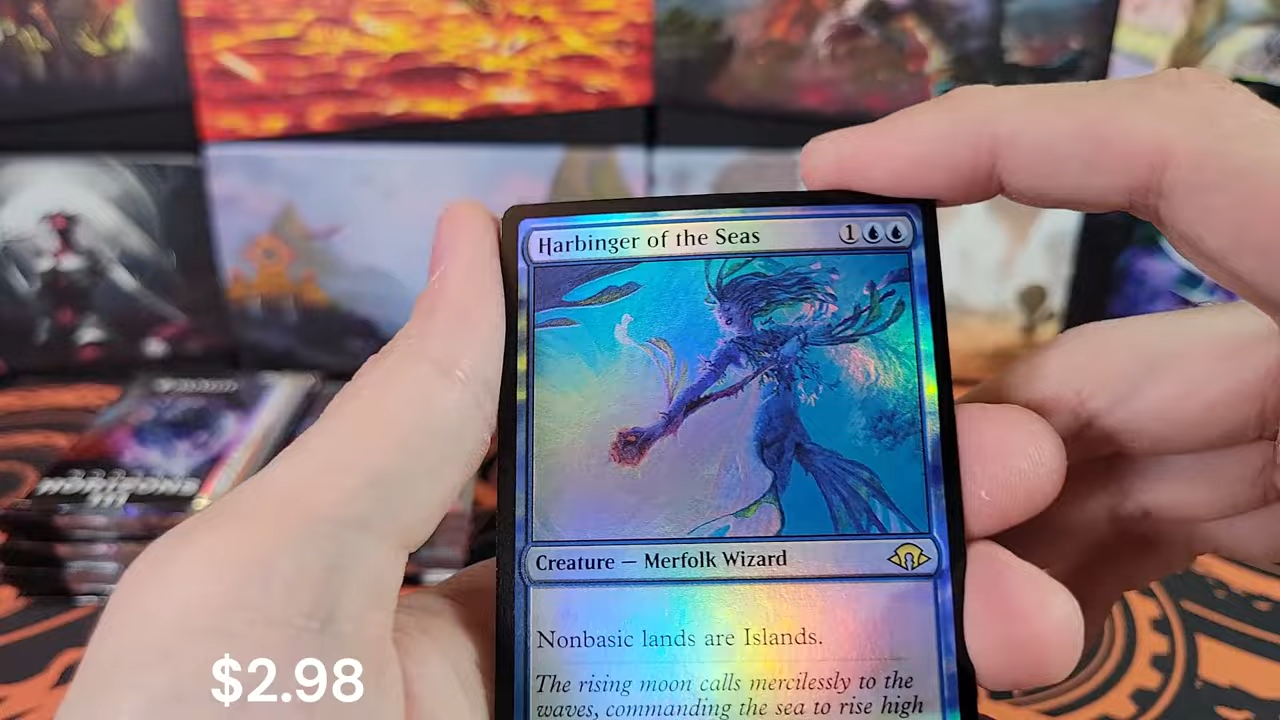 Harbinger of the Seas
1
Creature — Merfolk Wizard
Nonbasic lands are Islands.
The rising moon calls mercilessly to the
waves, commanding the sea to rise high
$2.98